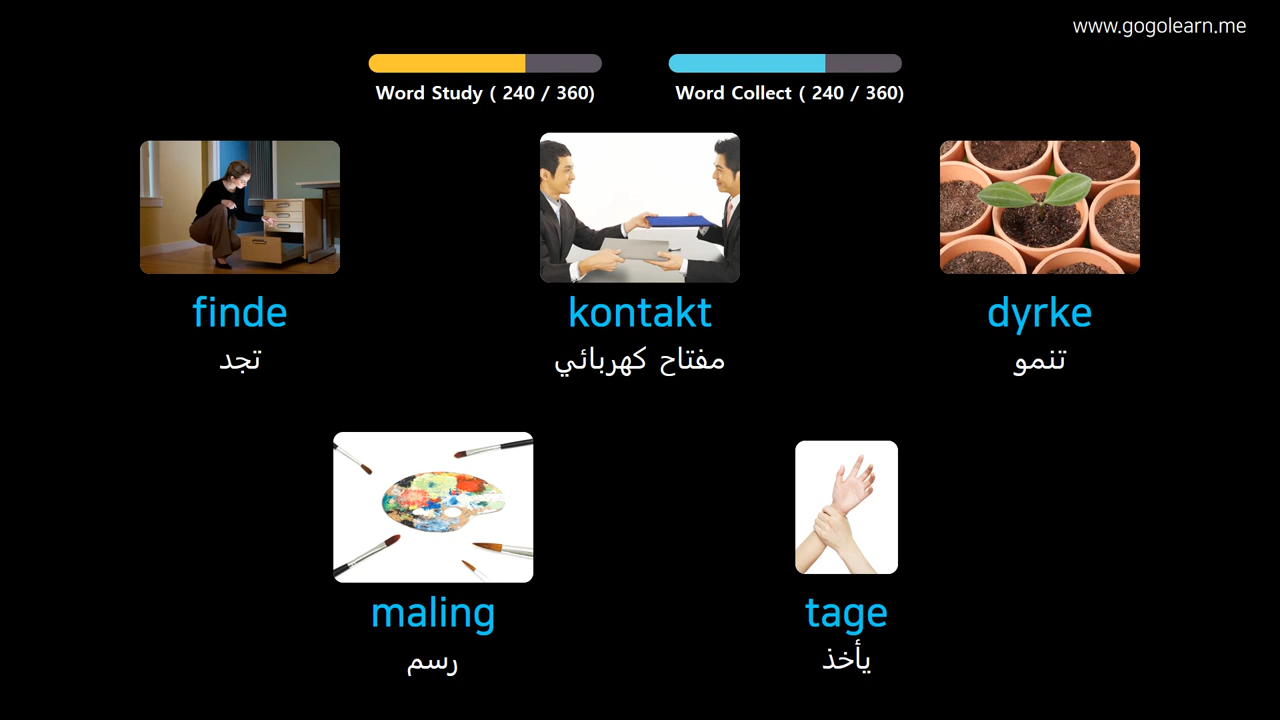 www.gogolearn.me
Word Study ( 240 / 360)
Word Collect ( 240 / 360)
finde
kontakt
dyrke
تجد
مفتاح كهربائي
تنمو
maling
tage
رسم
يأخذ